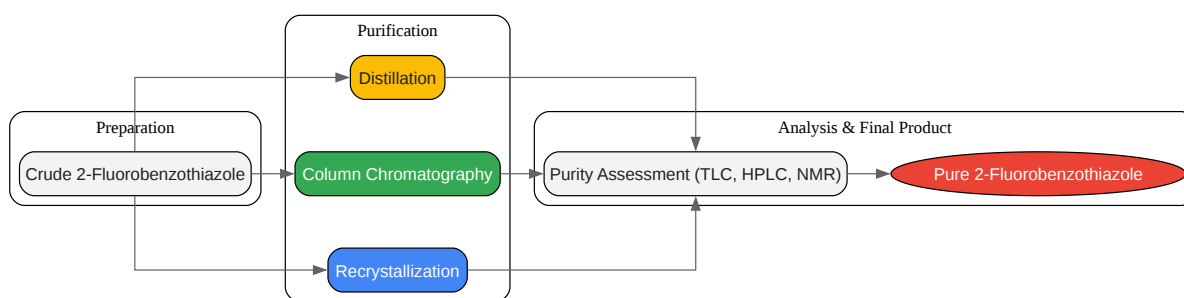 Preparation
Crude 2-Fluorobenzothiazole
Purification
Distillation
Column Chromatography
Recrystallization
Analysis & Final Product
Purity Assessment (TLC, HPLC, NMR)
Pure 2-Fluorobenzothiazole